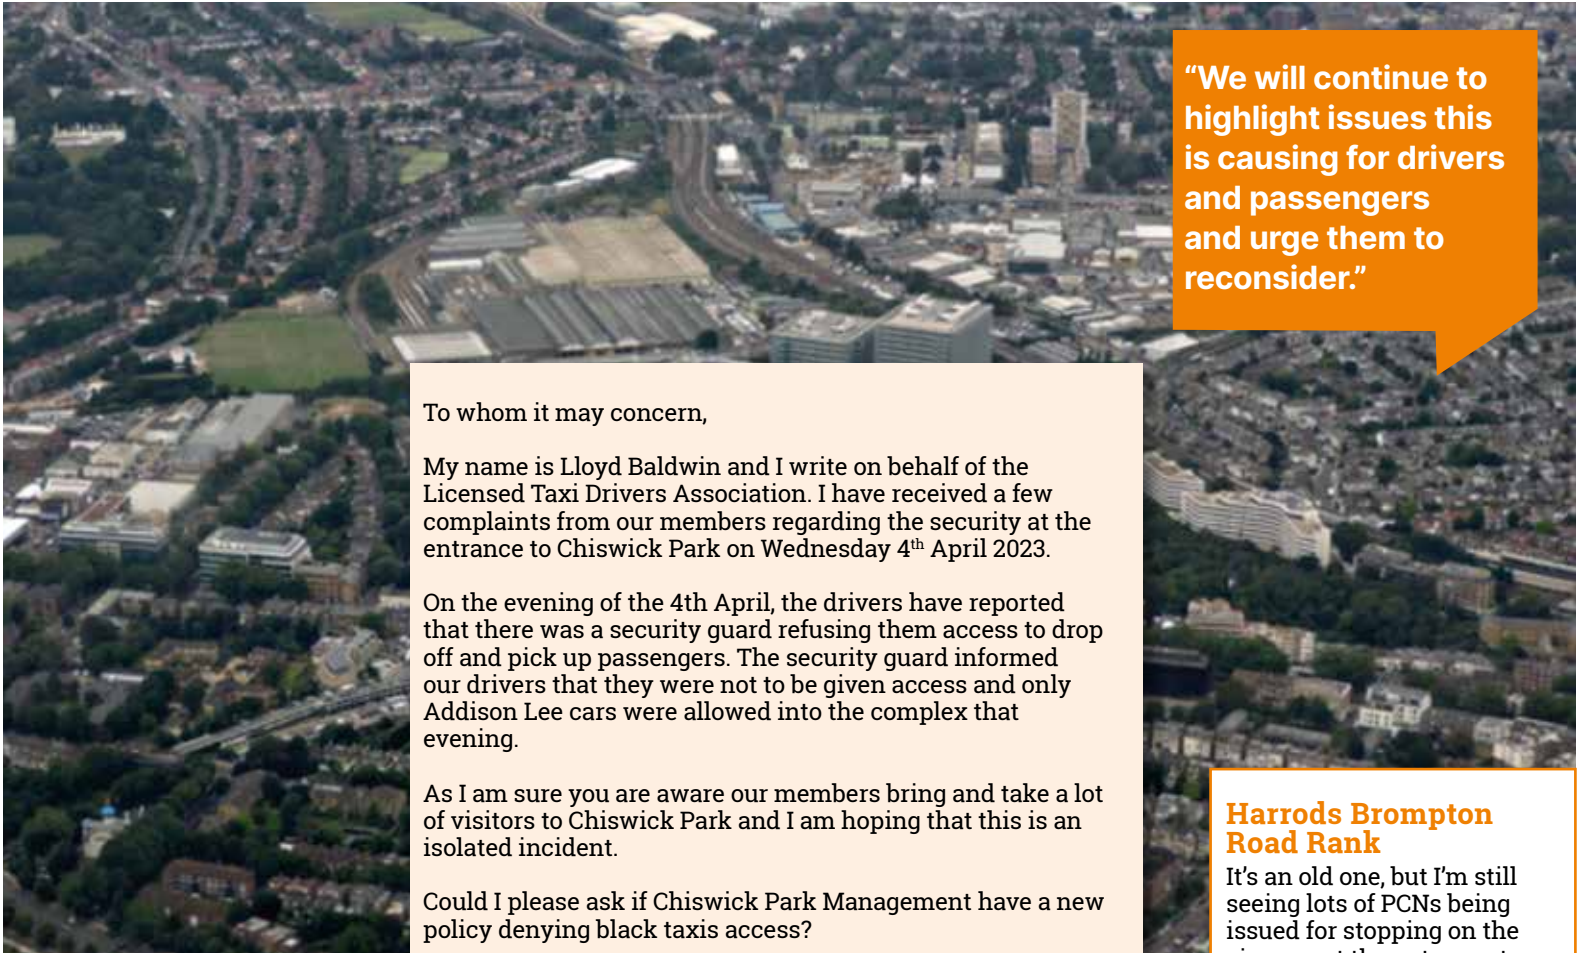 “We will continue to
highlight issues this
is causing for drivers
and passengers
and urge them to
reconsider.”
To whom it may concern,
My name is Lloyd Baldwin and I write on behalf of the
Licensed Taxi Drivers Association. I have received a few
complaints from our members regarding the security at the
entrance to Chiswick Park on Wednesday 4th April 2023.
On the evening of the 4th April, the drivers have reported
that there was a security guard refusing them access to drop
off and pick up passengers. The security guard informed
our drivers that they were not to be given access and only
Addison Lee cars were allowed into the complex that
evening.
As I am sure you are aware our members bring and take a lot
of visitors to Chiswick Park and I am hoping that this is an
isolated incident.
Could I please ask if Chiswick Park Management have a new
policy denying black taxis access?
Harrods Brompton
Road Rank
It’s an old one, but I’m still
seeing lots of PCNs being
issued for stopping on the